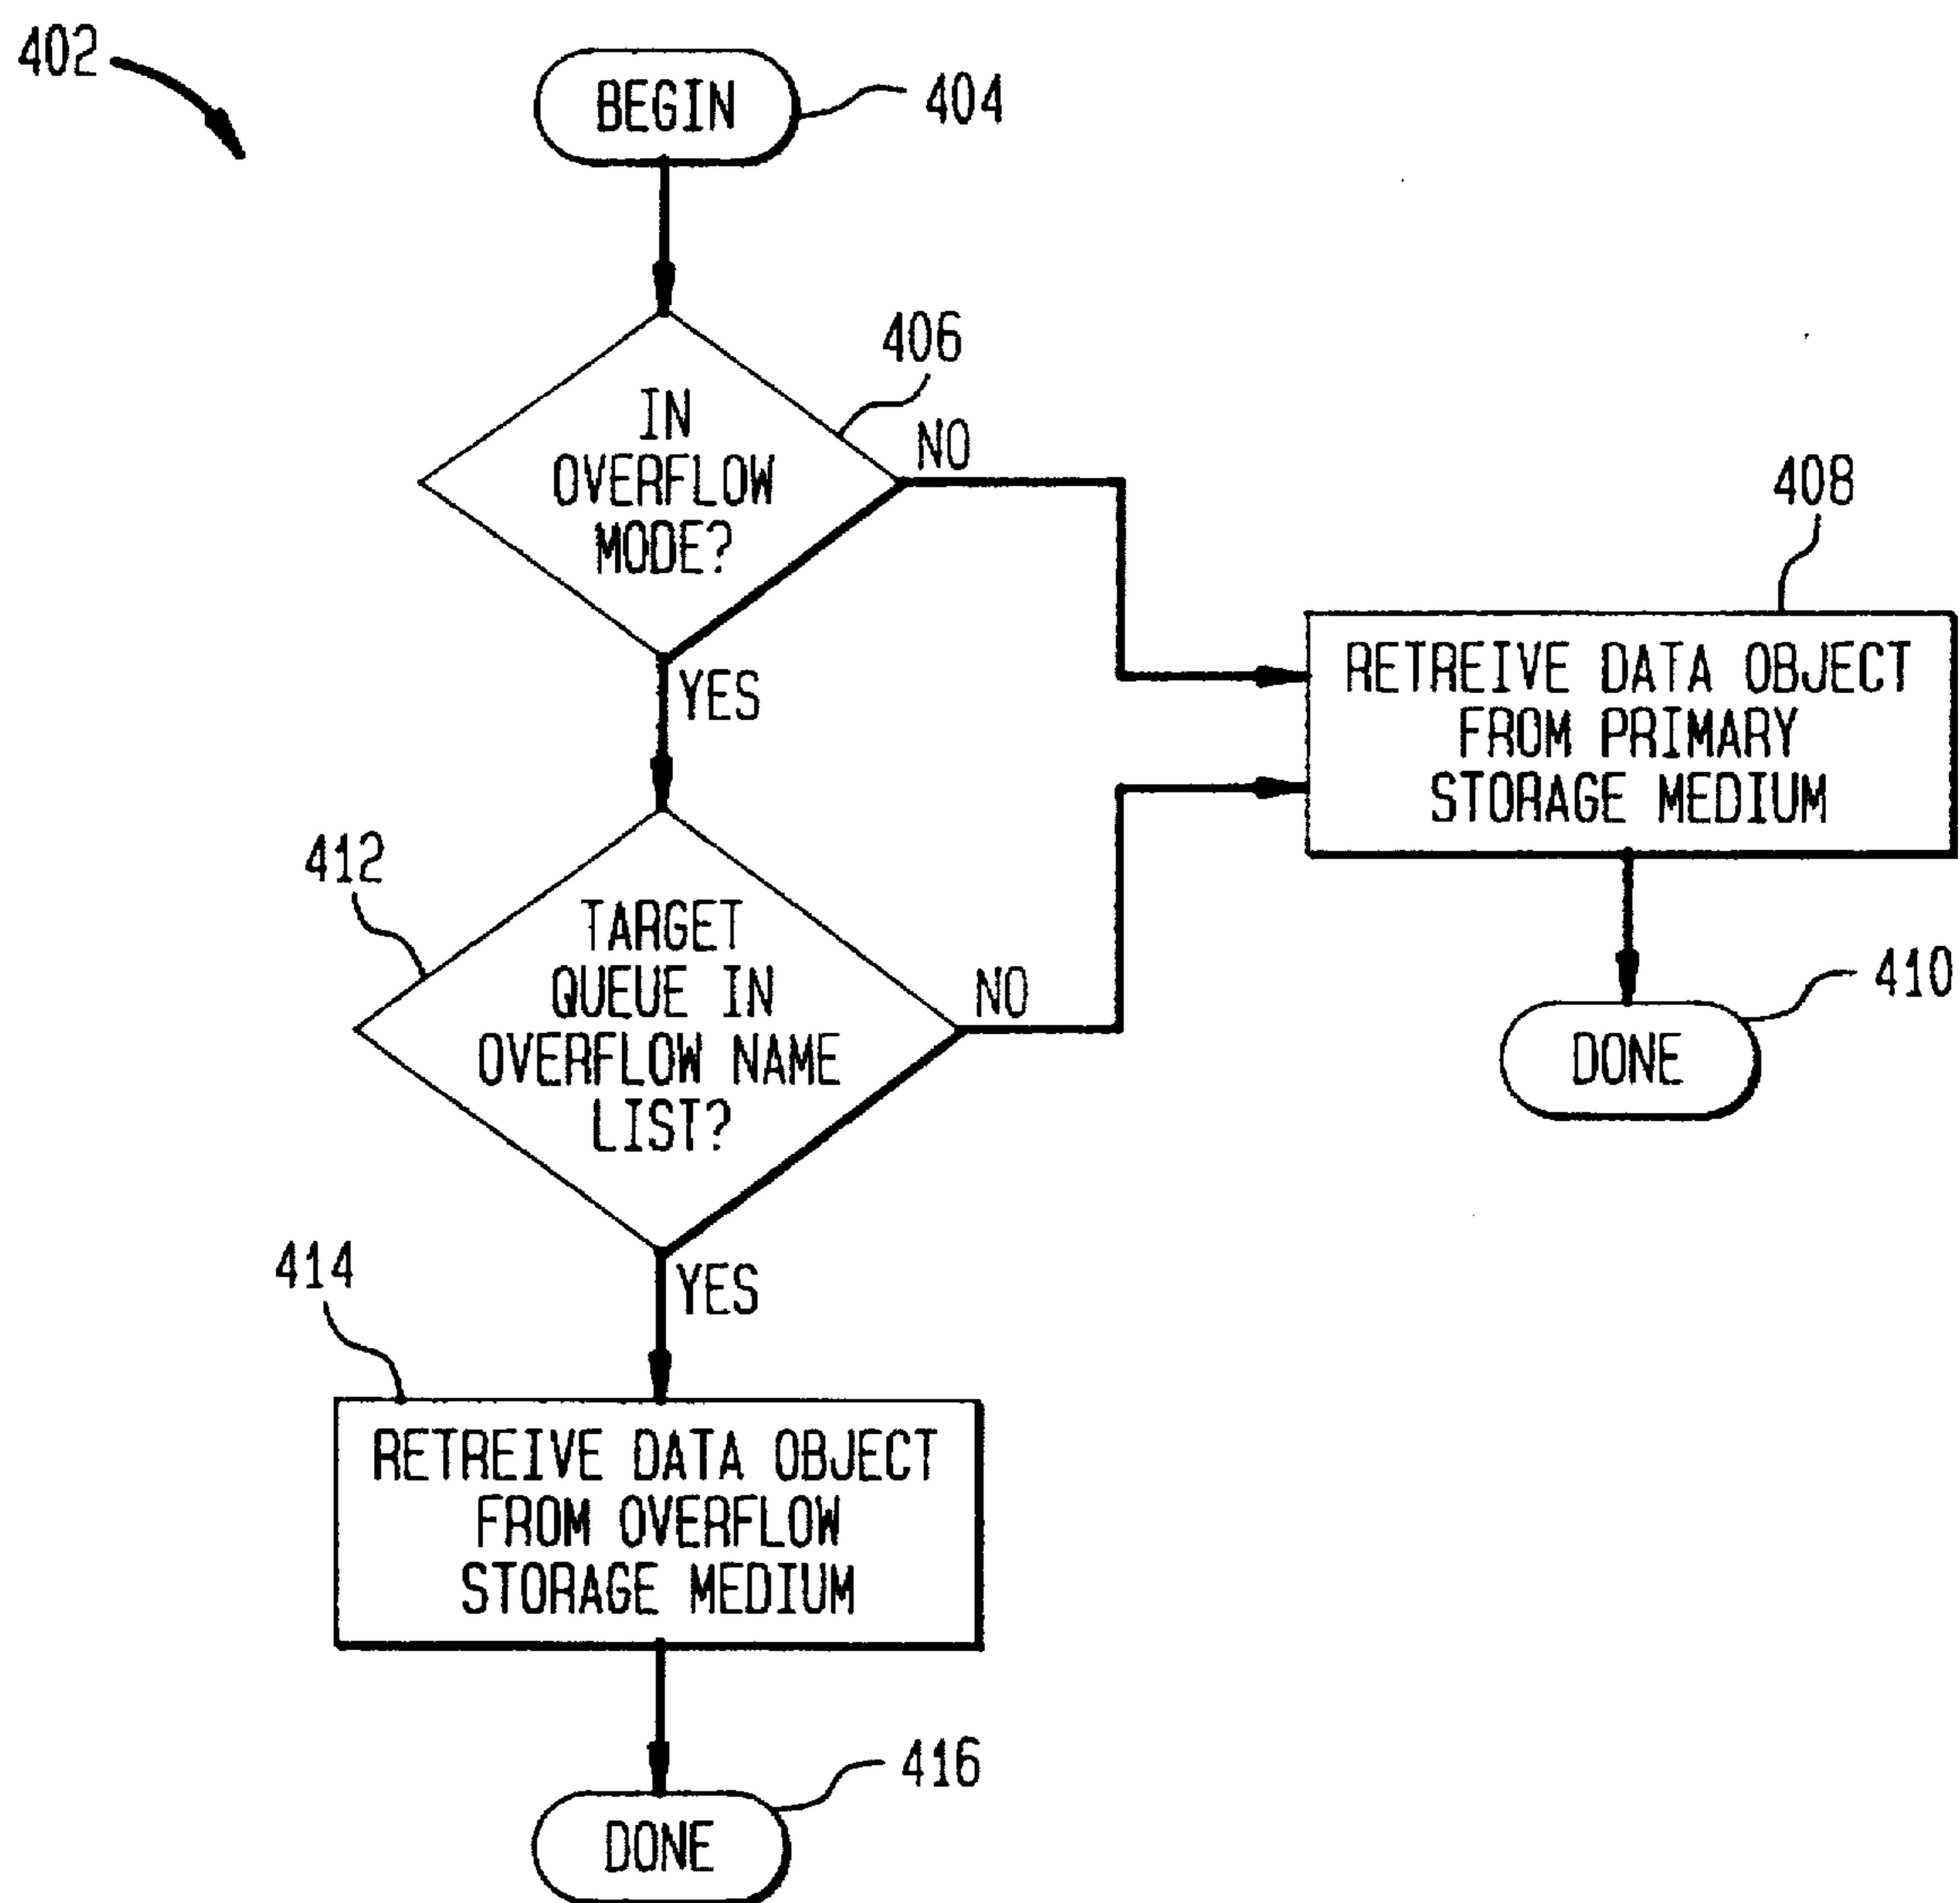 402
BEGIN
404
406
IN
OVERFLOW
MODE?
NO
YES
408
RETREIVE DATA OBJECT
FROM PRIMARY
STORAGE MEDIUM
410
DONE
412
TARGET
QUEUE IN
OVERFLOW NAME
LIST?
NO
YES
414
RETREIVE DATA OBJECT
FROM OVERFLOW
STORAGE MEDIUM
416
DONE